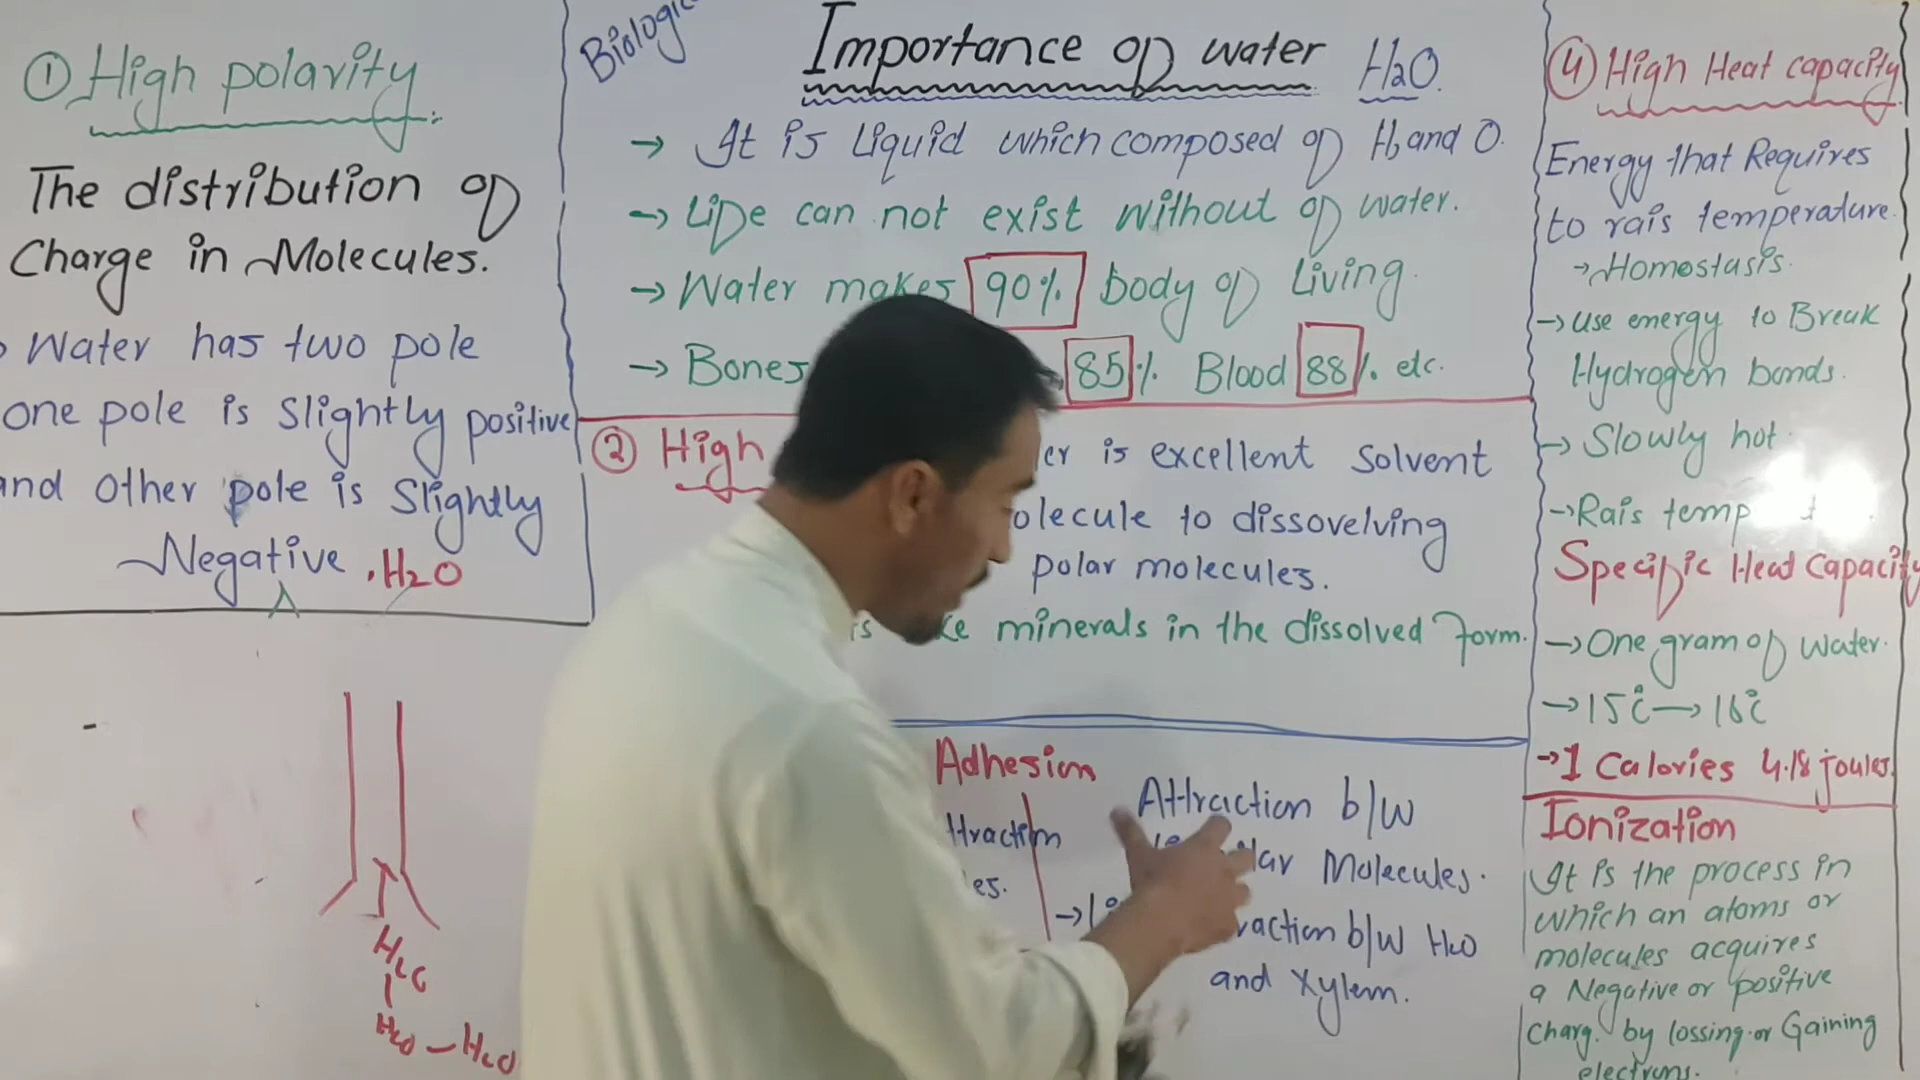 ① High polarity
The distribution of
Charge in Molecules.
Water has two pole
one pole is slightly positive
and other pole is slightly
Negative . H2O
H2O
H2O – H2O
Importance of water H2O.
→ It is liquid which composed of H, and O.
→ Life can not exist without of water.
→ Water makes 90% body of living.
→ Bones 85%. Blood 88%. etc.
② High is excellent solvent
to dissovelving
polar molecules.
minerals in the dissolved form.
Adhesion
Attraction b/w
Molecules.
b/w H2O
and Xylem.
④ High Heat capacity
Energy that Requires
to rais temperature.
→ Homostasis.
→ use energy to Break
Hydrogen bonds.
→ Slowly hot.
→ Rais temp
Specific Heat Capacity
→ One gram of water.
→ 15°C → 16°C
→ 1 Calories 4.18 joules.
Ionization
It is the process in
which an atoms or
molecules acquires
a Negative or positive
charg. by lossing or Gaining
electrons.